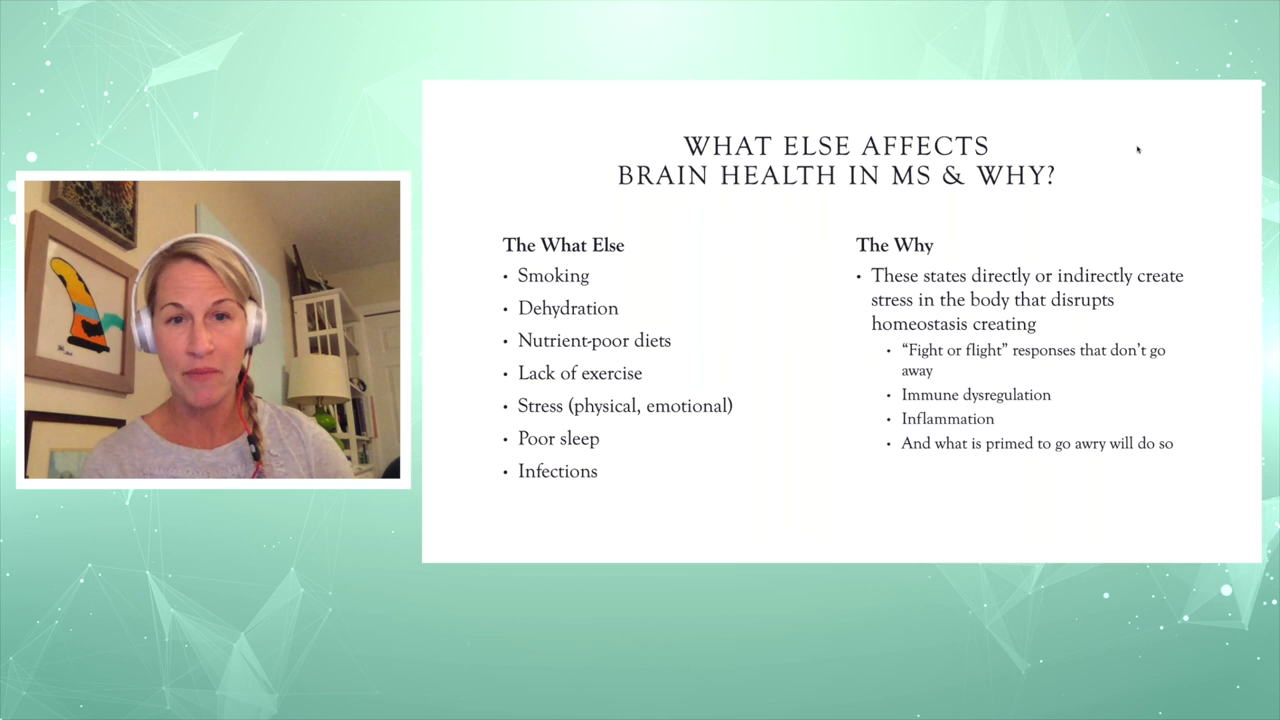 WHAT ELSE AFFECTS
BRAIN HEALTH IN MS & WHY?
The What Else
• Smoking
• Dehydration
• Nutrient-poor diets
• Lack of exercise
• Stress (physical, emotional)
• Poor sleep
• Infections
The Why
• These states directly or indirectly create
stress in the body that disrupts
homeostasis creating
• “Fight or flight” responses that don’t go
away
• Immune dysregulation
• Inflammation
• And what is primed to go awry will do so